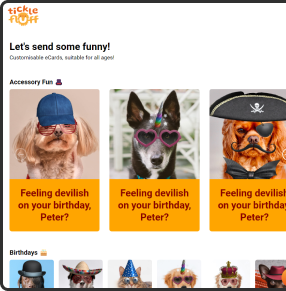 tickle
fluff
Let's send some funny!
Customisable eCards, suitable for all ages!
Accessory Fun
Feeling devilish
on your birthday,
Peter?
Feeling devilish
on your birthday,
Peter?
Feeling devilish
on your birthday,
Peter?
Birthdays